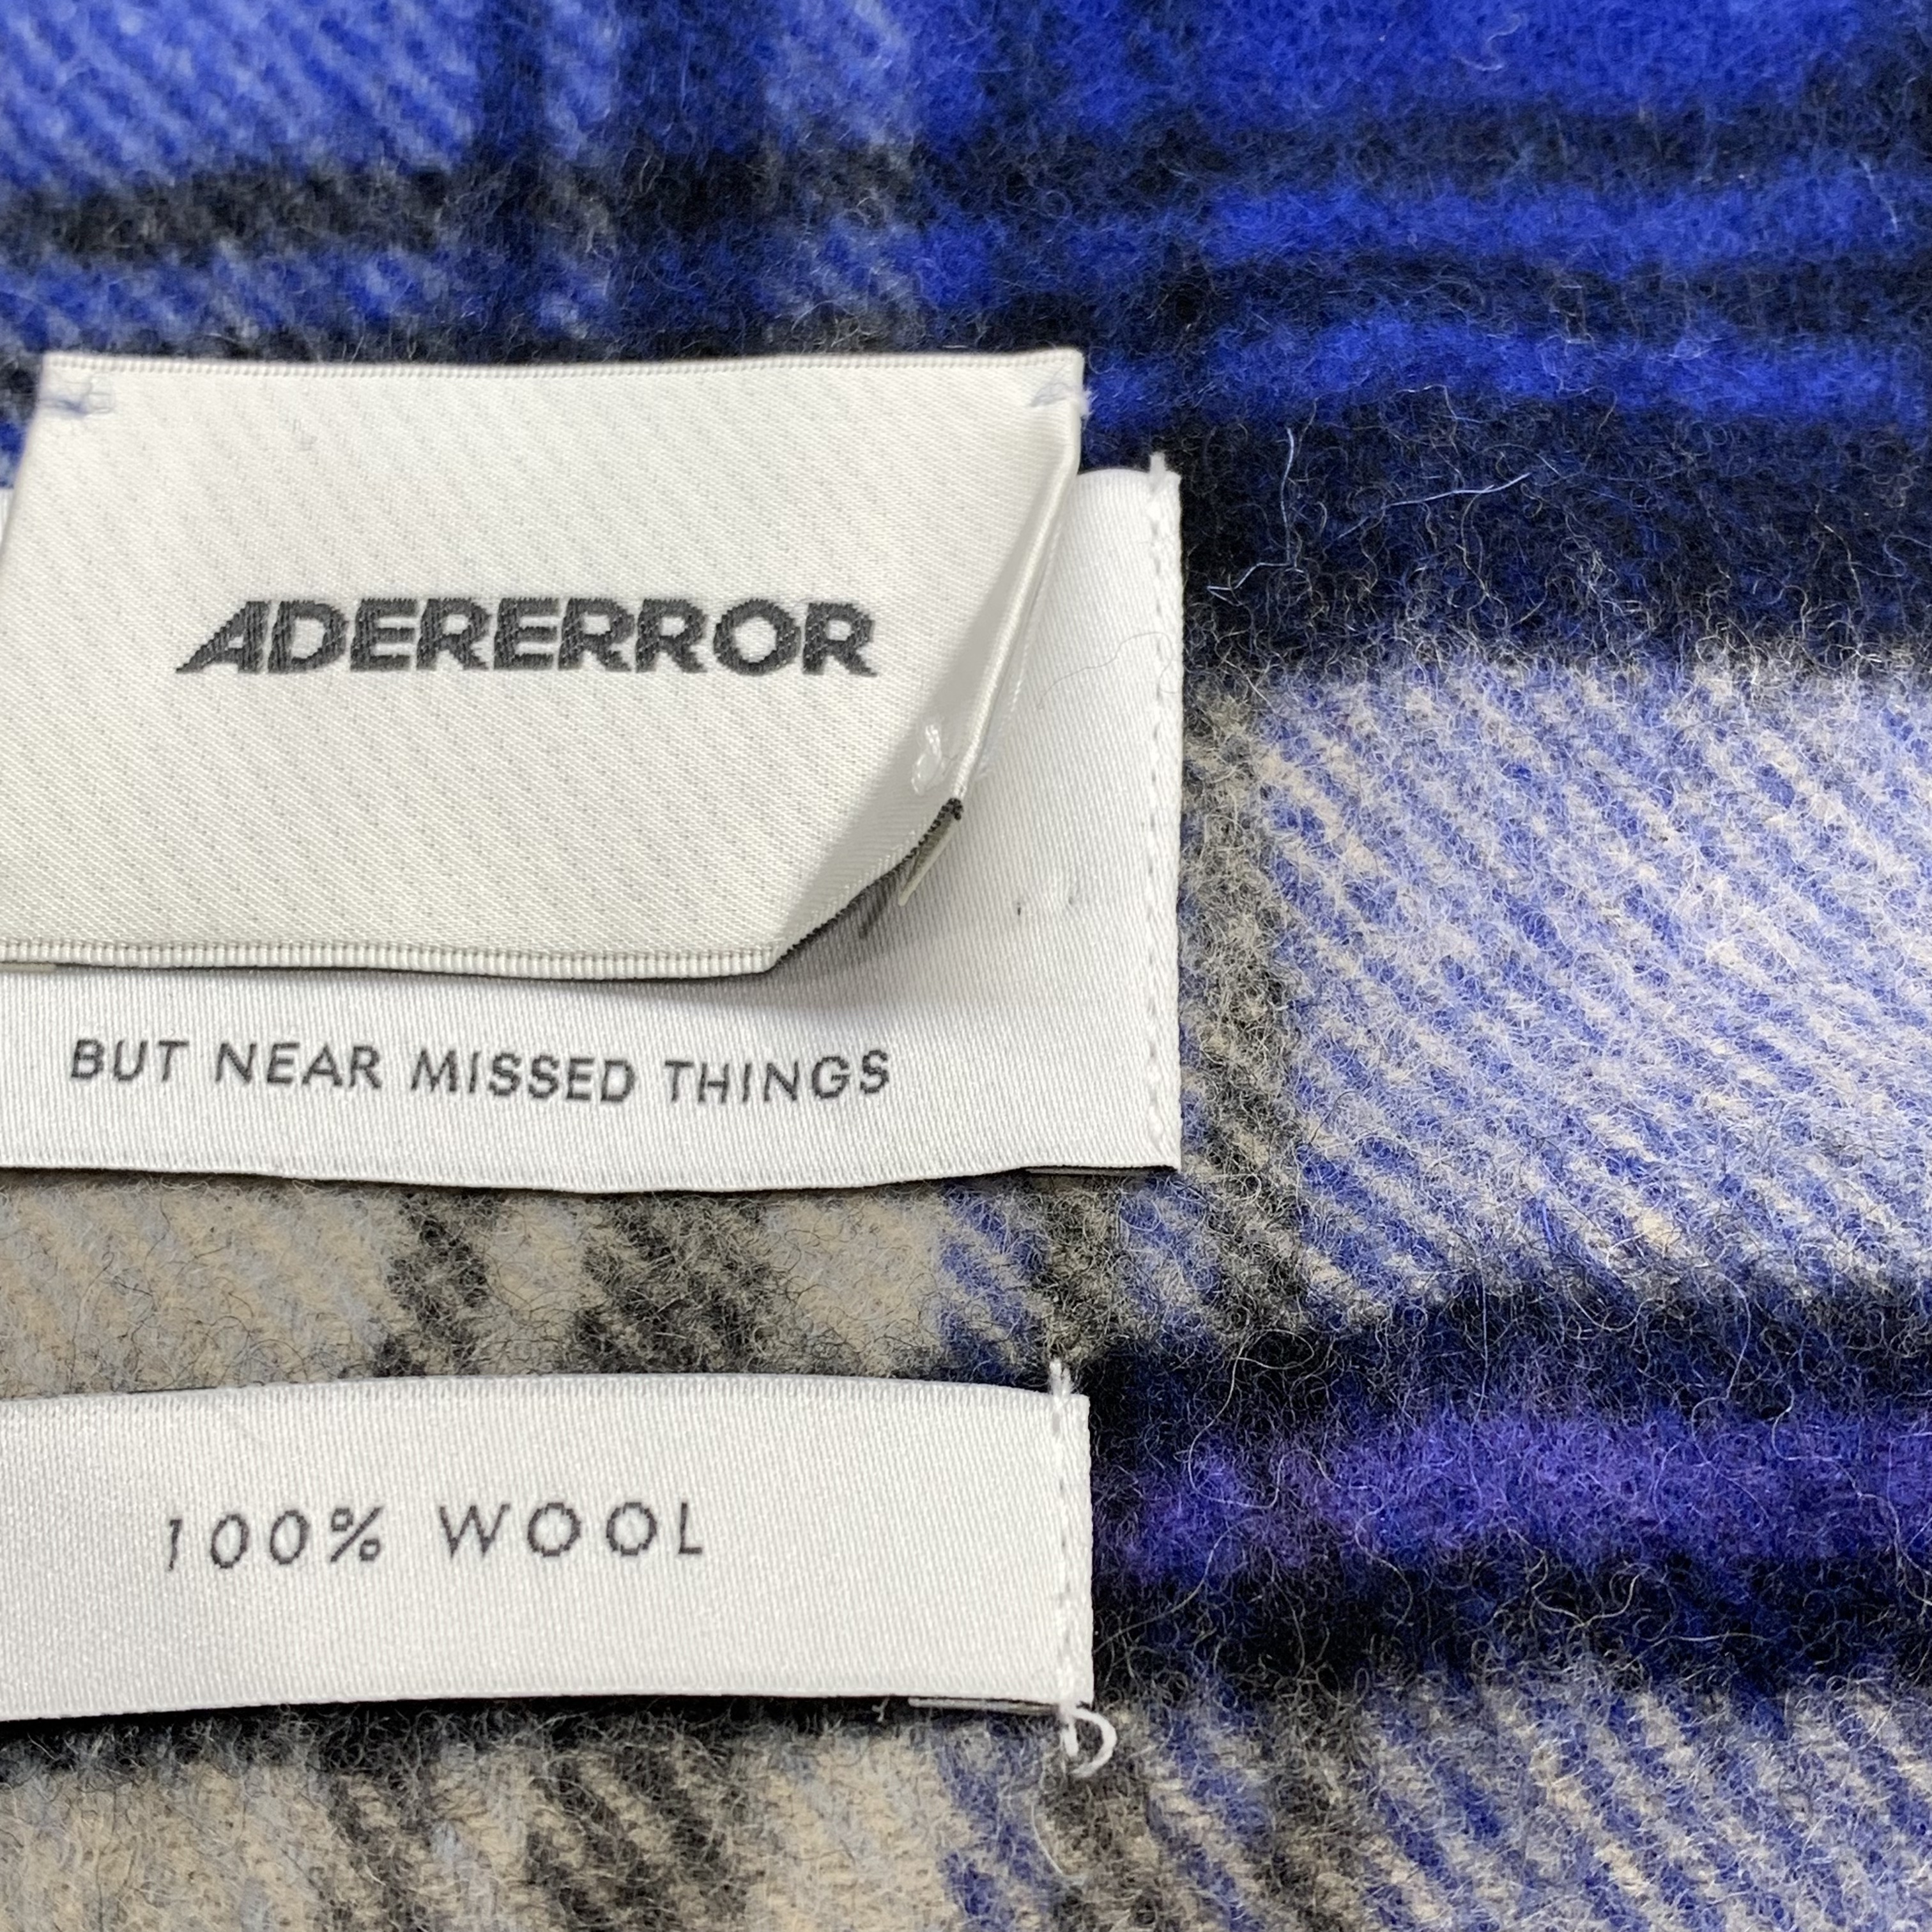 ADERERROR
BUT NEAR MISSED THINGS
100% WOOL